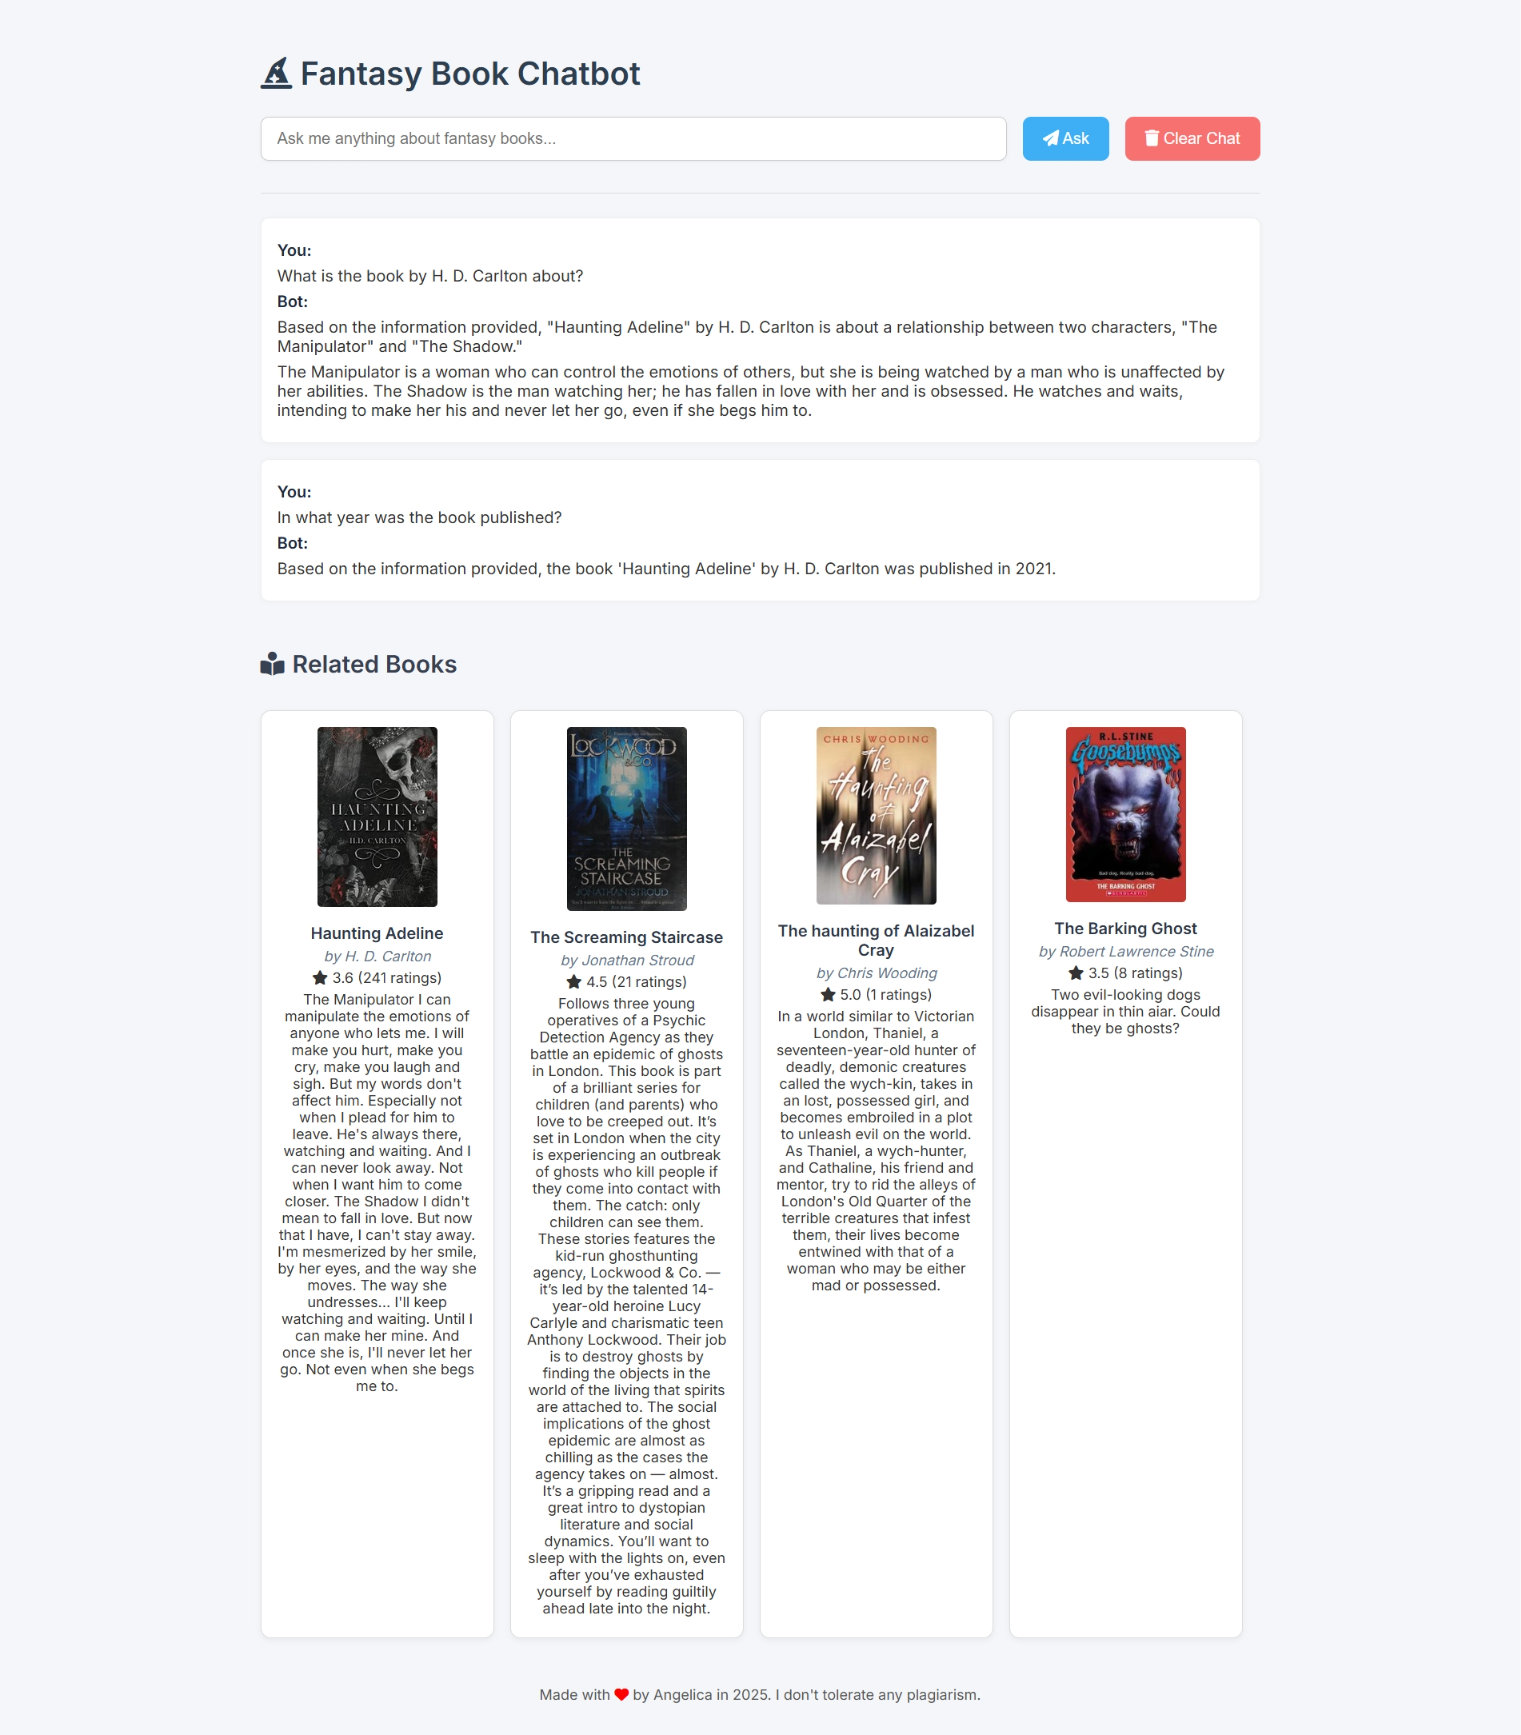 Fantasy Book Chatbot
Ask me anything about fantasy books...
Ask
Clear Chat
You:
What is the book by H. D. Carlton about?
Bot:
Based on the information provided, "Haunting Adeline" by H. D. Carlton is about a relationship between two characters, "The
Manipulator" and "The Shadow."
The Manipulator is a woman who can control the emotions of others, but she is being watched by a man who is unaffected by
her abilities. The Shadow is the man watching her; he has fallen in love with her and is obsessed. He watches and waits,
intending to make her his and never let her go, even if she begs him to.
You:
In what year was the book published?
Bot:
Based on the information provided, the book 'Haunting Adeline' by H. D. Carlton was published in 2021.
Related Books
HAUNTING
ADELINE
H.D. CARLTON
Haunting Adeline
by H. D. Carlton
3.6 (241 ratings)
The Manipulator I can
manipulate the emotions of
anyone who lets me. I will
make you hurt, make you
cry, make you laugh and
sigh. But my words don't
affect him. Especially not
when I plead for him to
leave. He's always there,
watching and waiting. And I
can never look away. Not
when I want him to come
closer. The Shadow I didn't
mean to fall in love. But now
that I have, I can't stay away.
I'm mesmerized by her smile,
by her eyes, and the way she
moves. The way she
undresses... I'll keep
watching and waiting. Until I
can make her mine. And
once she is, I'll never let her
go. Not even when she begs
me to.
LOCKWOOD
&CO.
THE
SCREAMING
STAIRCASE
JONATHAN STROUD
The Screaming Staircase
by Jonathan Stroud
4.5 (21 ratings)
Follows three young
operatives of a Psychic
Detection Agency as they
battle an epidemic of ghosts
in London. This book is part
of a brilliant series for
children (and parents) who
love to be creeped out. It’s
set in London when the city
is experiencing an outbreak
of ghosts who kill people if
they come into contact with
them. The catch: only
children can see them.
These stories features the
kid-run ghosthunting
agency, Lockwood & Co. —
it’s led by the talented 14-
year-old heroine Lucy
Carlyle and charismatic teen
Anthony Lockwood. Their job
is to destroy ghosts by
finding the objects in the
world of the living that spirits
are attached to. The social
implications of the ghost
epidemic are almost as
chilling as the cases the
agency takes on — almost.
It’s a gripping read and a
great intro to dystopian
literature and social
dynamics. You’ll want to
sleep with the lights on, even
after you’ve exhausted
yourself by reading guiltily
ahead late into the night.
CHRIS WOODING
The
Haunting
of
Alaizabel
Cray
The haunting of Alaizabel
Cray
by Chris Wooding
5.0 (1 ratings)
In a world similar to Victorian
London, Thaniel, a
seventeen-year-old hunter of
deadly, demonic creatures
called the wych-kin, takes in
an lost, possessed girl, and
becomes embroiled in a plot
to unleash evil on the world.
As Thaniel, a wych-hunter,
and Cathaline, his friend and
mentor, try to rid the alleys of
London's Old Quarter of the
terrible creatures that infest
them, their lives become
entwined with that of a
woman who may be either
mad or possessed.
R.L. STINE
Goosebumps
Bad dog. Really bad dog.
THE BARKING GHOST
The Barking Ghost
by Robert Lawrence Stine
3.5 (8 ratings)
Two evil-looking dogs
disappear in thin aiar. Could
they be ghosts?
Made with
by Angelica in 2025. I don't tolerate any plagiarism.